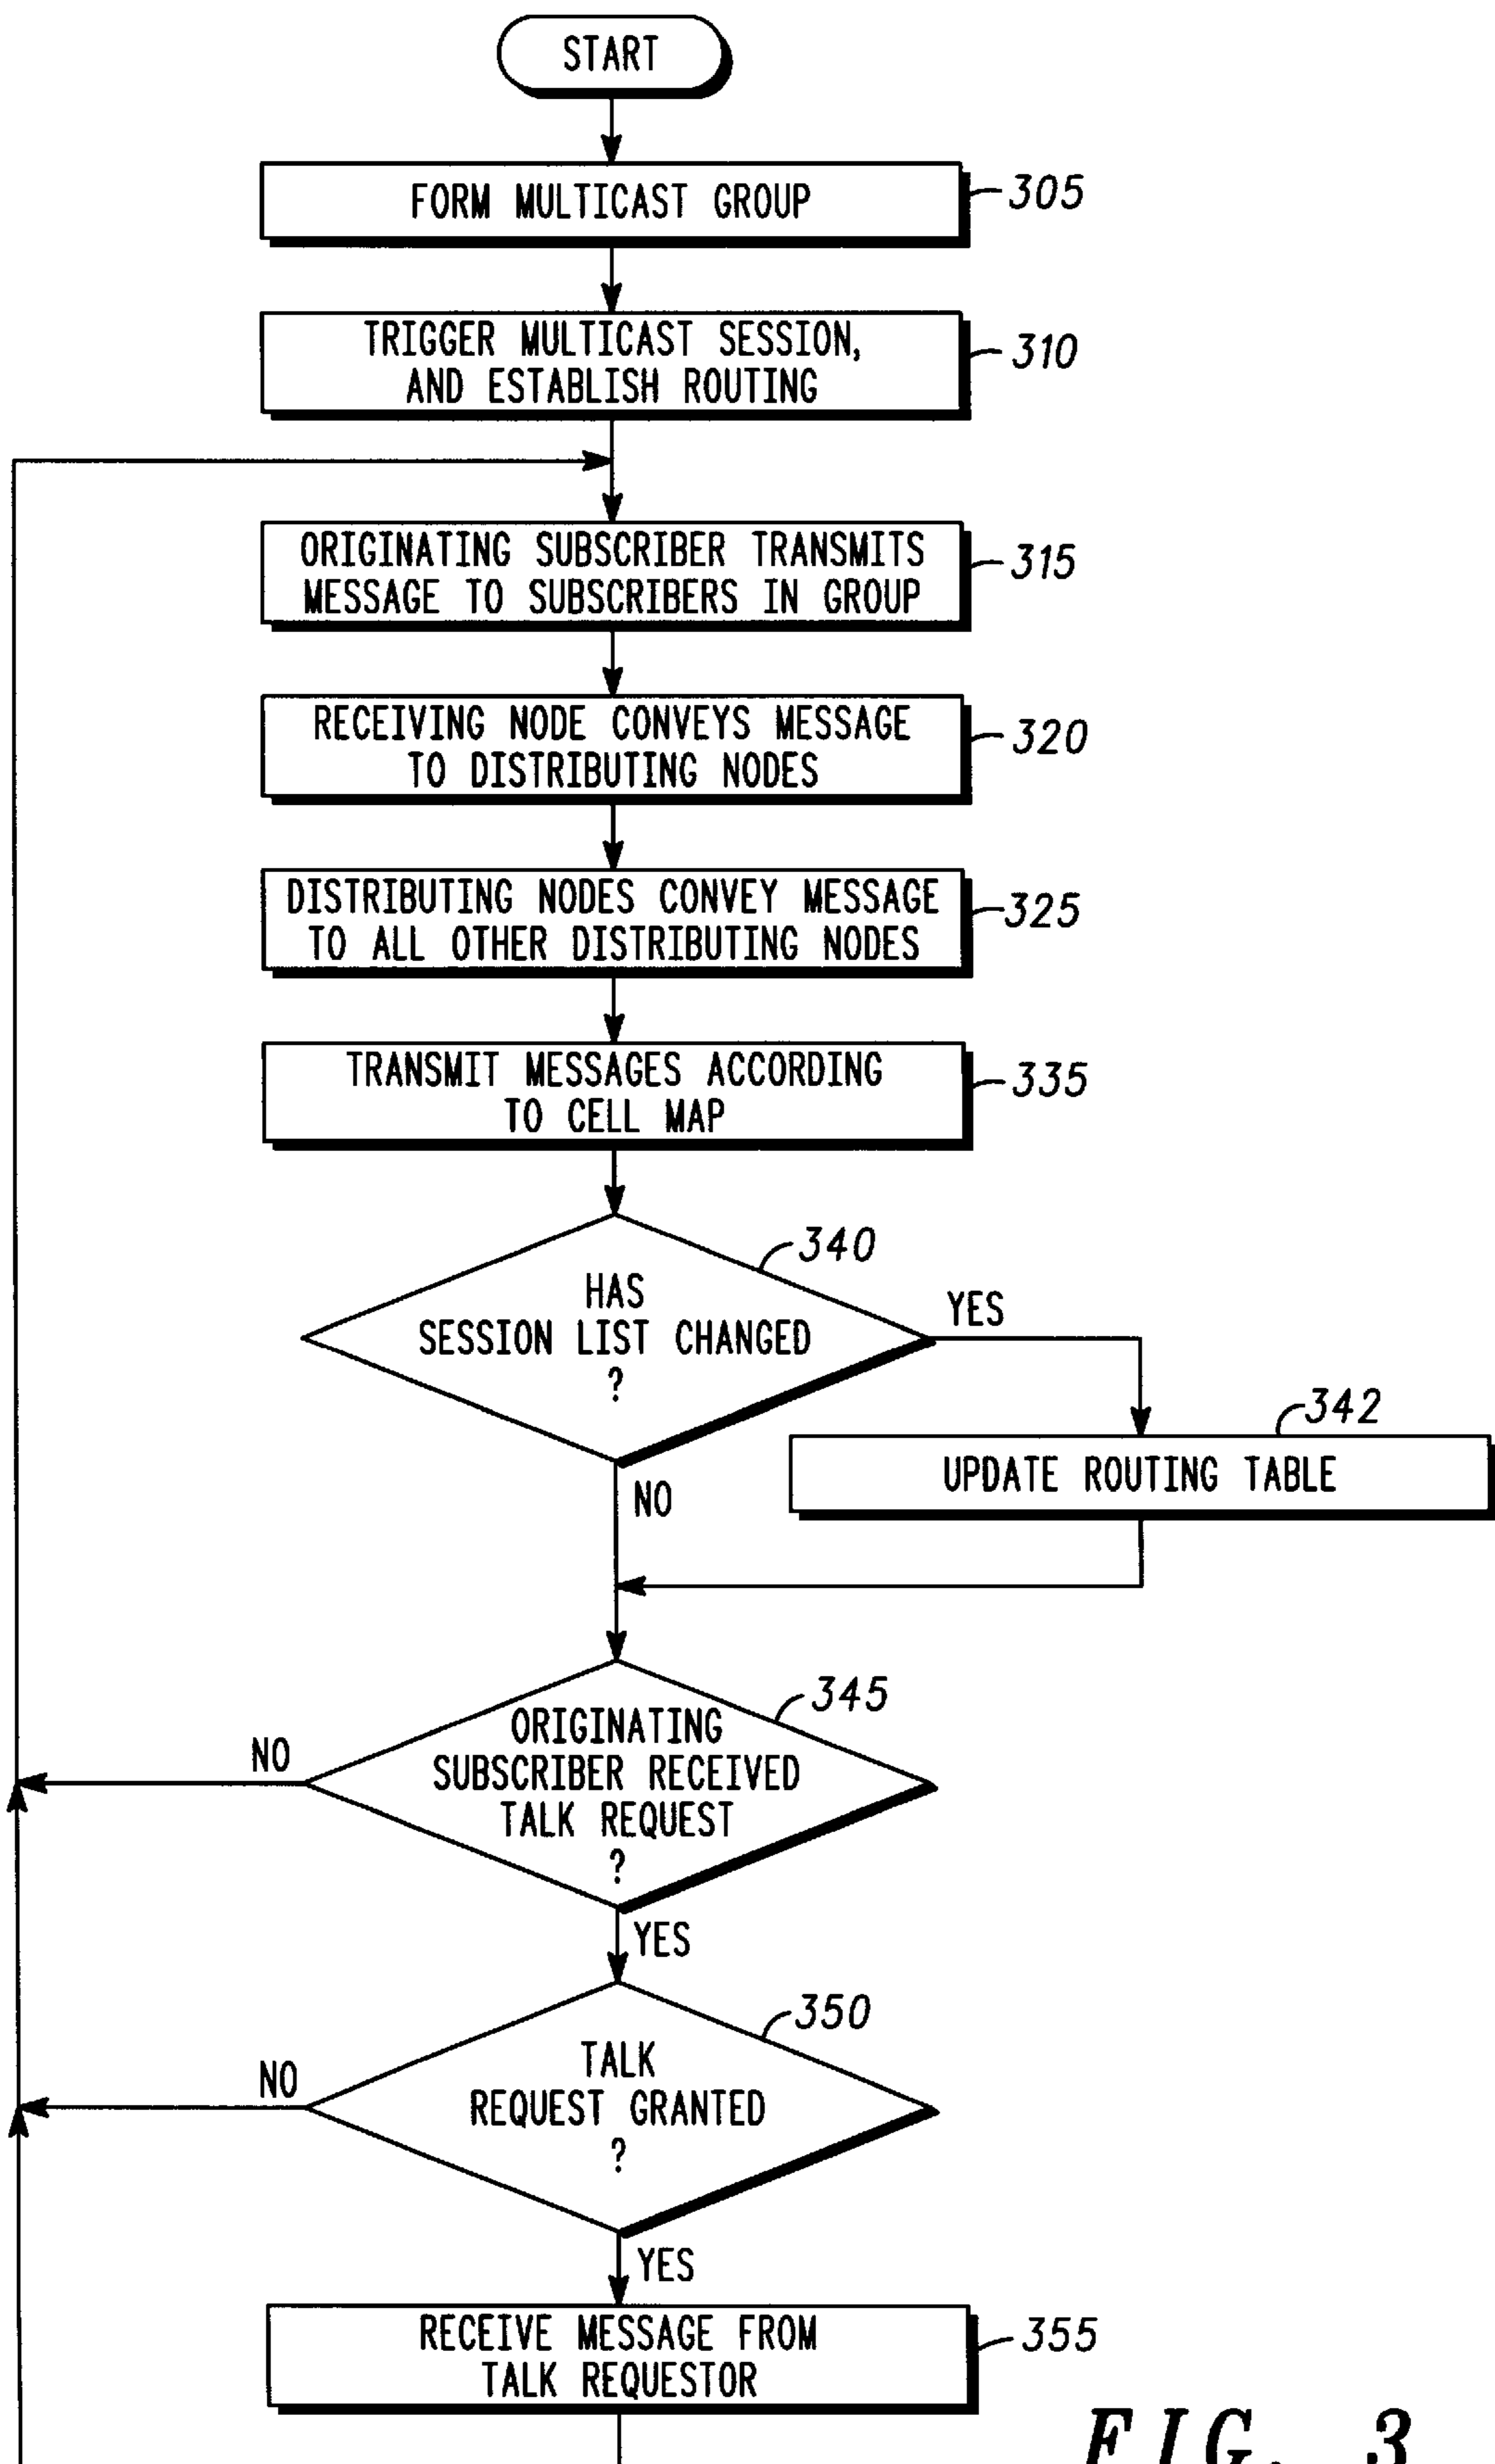 START
FORM MULTICAST GROUP
305
TRIGGER MULTICAST SESSION,
AND ESTABLISH ROUTING
310
ORIGINATING SUBSCRIBER TRANSMITS
MESSAGE TO SUBSCRIBERS IN GROUP
315
RECEIVING NODE CONVEYS MESSAGE
TO DISTRIBUTING NODES
320
DISTRIBUTING NODES CONVEY MESSAGE
TO ALL OTHER DISTRIBUTING NODES
325
TRANSMIT MESSAGES ACCORDING
TO CELL MAP
335
340
HAS
SESSION LIST CHANGED
?
YES
342
UPDATE ROUTING TABLE
NO
345
ORIGINATING
SUBSCRIBER RECEIVED
TALK REQUEST
?
NO
YES
350
TALK
REQUEST GRANTED
?
NO
YES
RECEIVE MESSAGE FROM
TALK REQUESTOR
355
FIG. 3